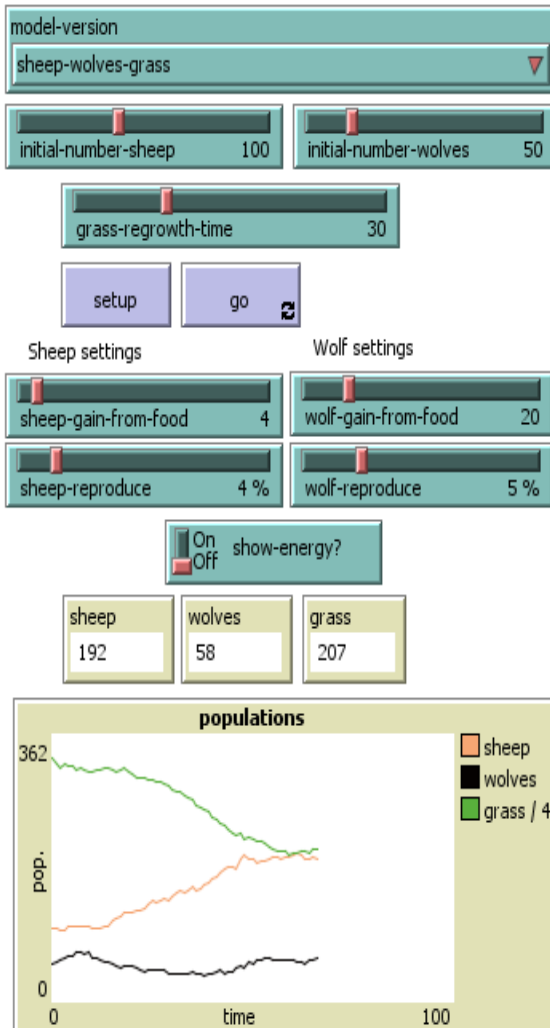 model-version
sheep-wolves-grass
initial-number-sheep 100
initial-number-wolves 50
grass-regrowth-time 30
setup
go
Sheep settings
Wolf settings
sheep-gain-from-food 4
wolf-gain-from-food 20
sheep-reproduce 4 %
wolf-reproduce 5 %
On
Off
show-energy?
sheep
192
wolves
58
grass
207
populations
362
pop.
0
0
time
100
sheep
wolves
grass / 4